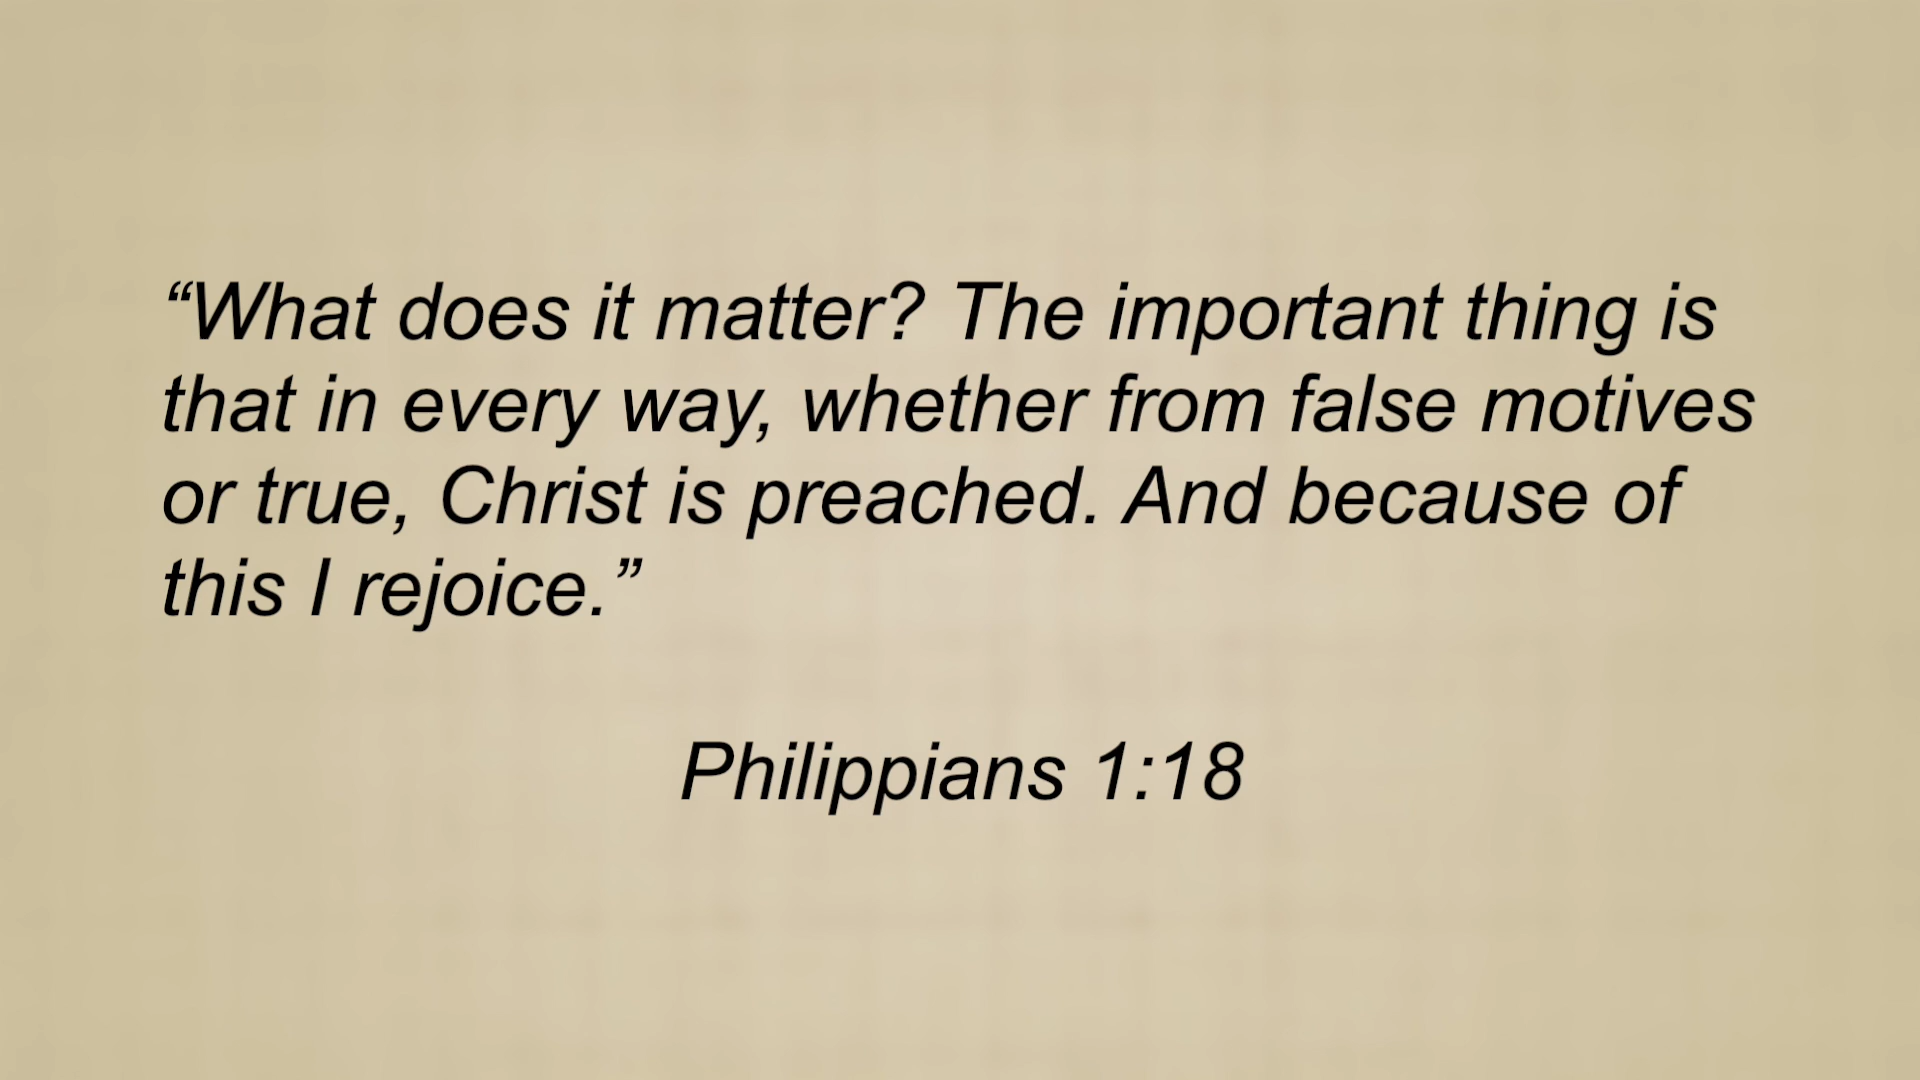 “What does it matter? The important thing is
that in every way, whether from false motives
or true, Christ is preached. And because of
this I rejoice.”
Philippians 1:18